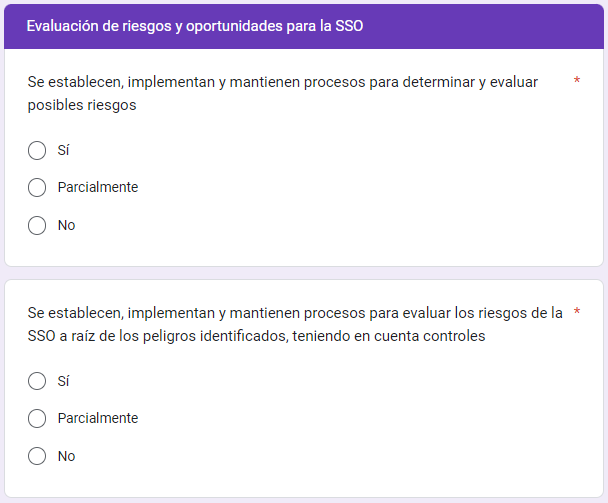 Evaluación de riesgos y oportunidades para la SSO
Se establecen, implementan y mantienen procesos para determinar y evaluar *
posibles riesgos
Sí
Parcialmente
No
Se establecen, implementan y mantienen procesos para evaluar los riesgos de la *
SSO a raíz de los peligros identificados, teniendo en cuenta controles
Sí
Parcialmente
No